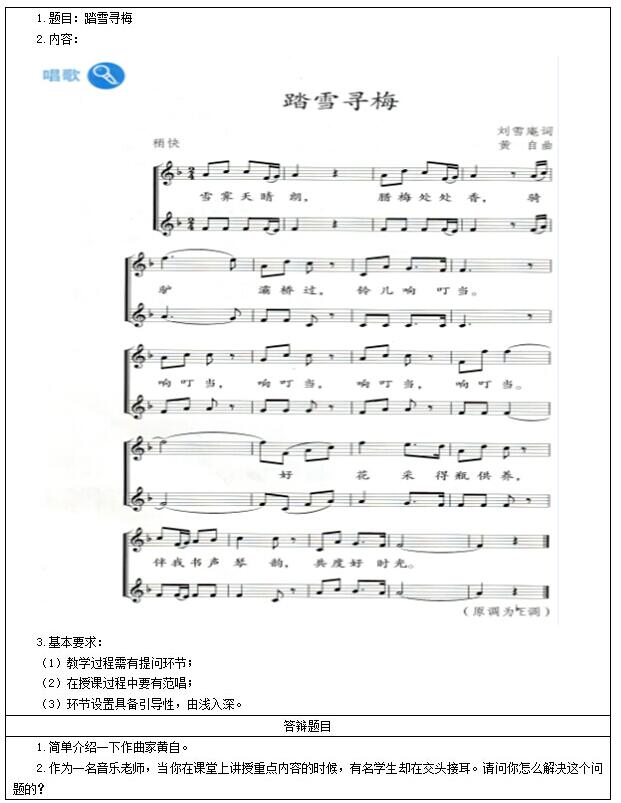 1.题目：踏雪寻梅
2.内容：
唱歌
踏雪寻梅
刘雪庵词
稍快
黄 自曲
雪霁天晴朗， 腊梅处处香， 骑
驴 灞桥过， 铃儿响 叮当。
响叮当， 响叮当， 响叮当， 响叮当。
好 花 采 得瓶供养，
伴我书声琴 韵， 共度好时光。
（原调为E调）
3.基本要求：
（1）教学过程需有提问环节；
（2）在授课过程中要有范唱；
（3）环节设置具备引导性，由浅入深。
答辩题目
1.简单介绍一下作曲家黄自。
2.作为一名音乐老师，当你在课堂上讲授重点内容的时候，有名学生却在交头接耳。请问你怎么解决这个问
题的？